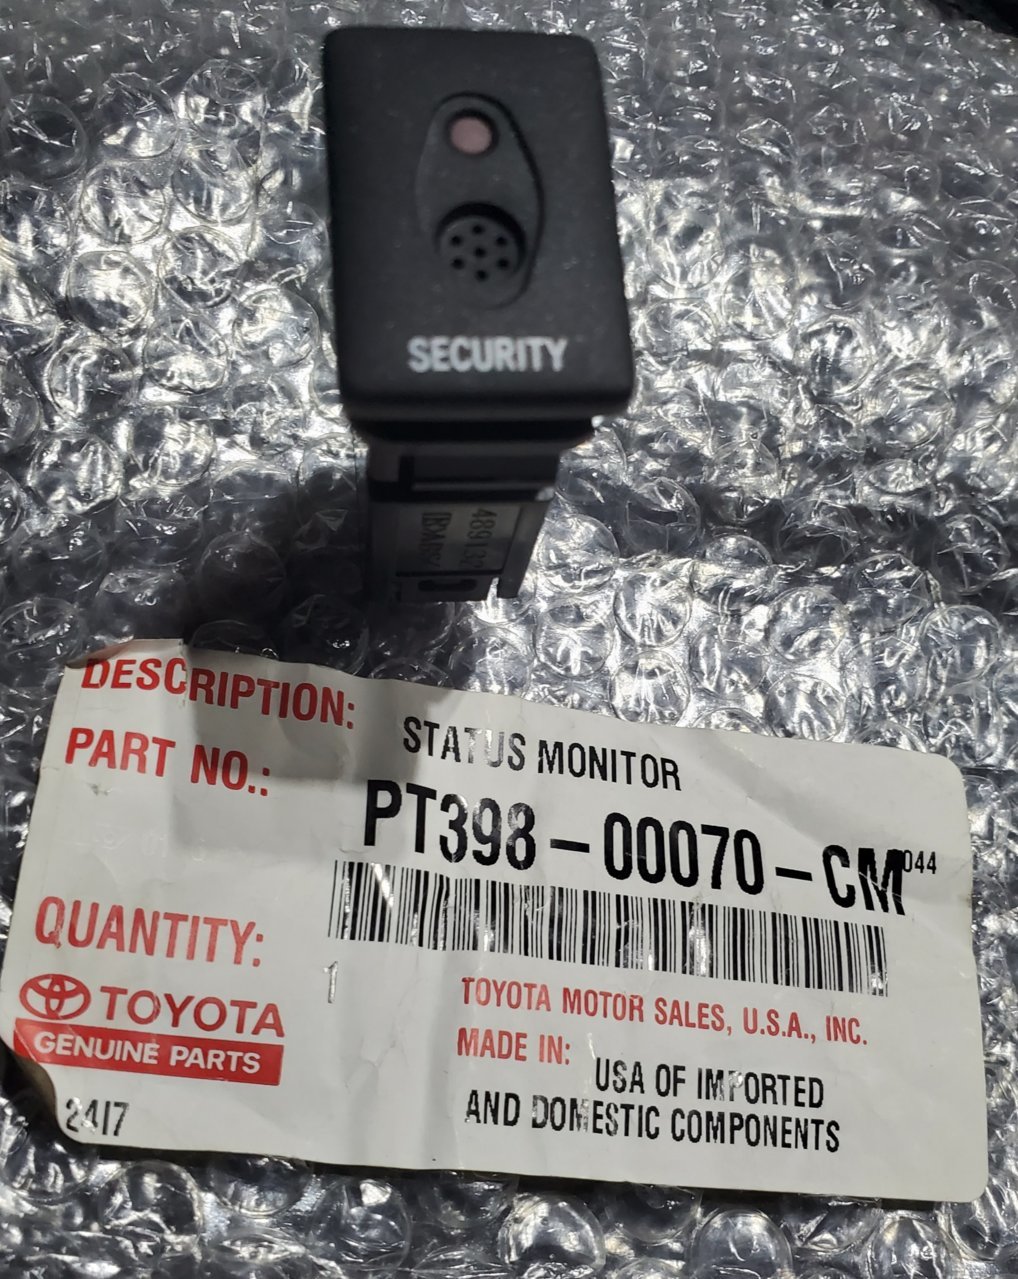 SECURITY
DESCRIPTION: STATUS MONITOR
PART NO.: PT398-00070-CM 044
QUANTITY: 1
TOYOTA
GENUINE PARTS
TOYOTA MOTOR SALES, U.S.A., INC.
MADE IN: USA OF IMPORTED
AND DOMESTIC COMPONENTS
2417